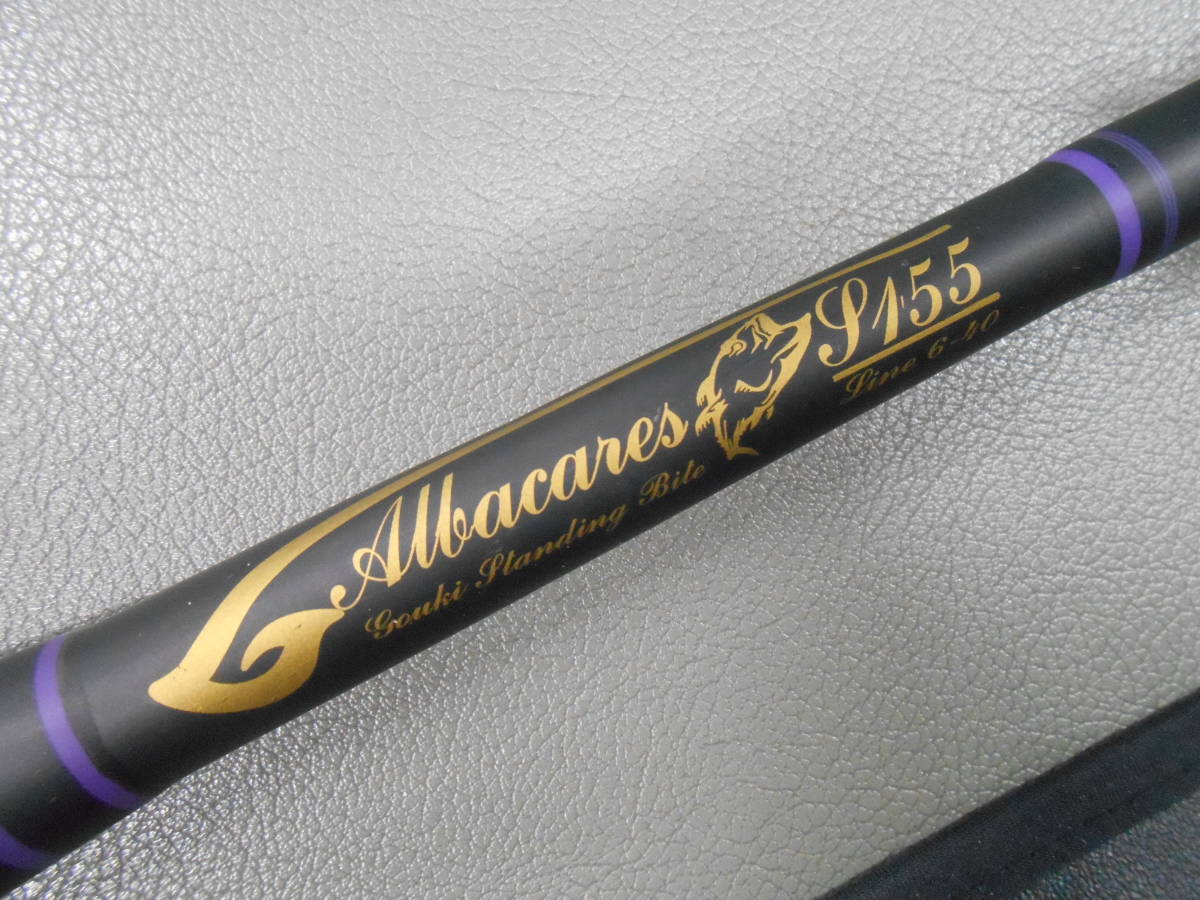 Albacares S155
Gouki Standing Bite
Line 6-40